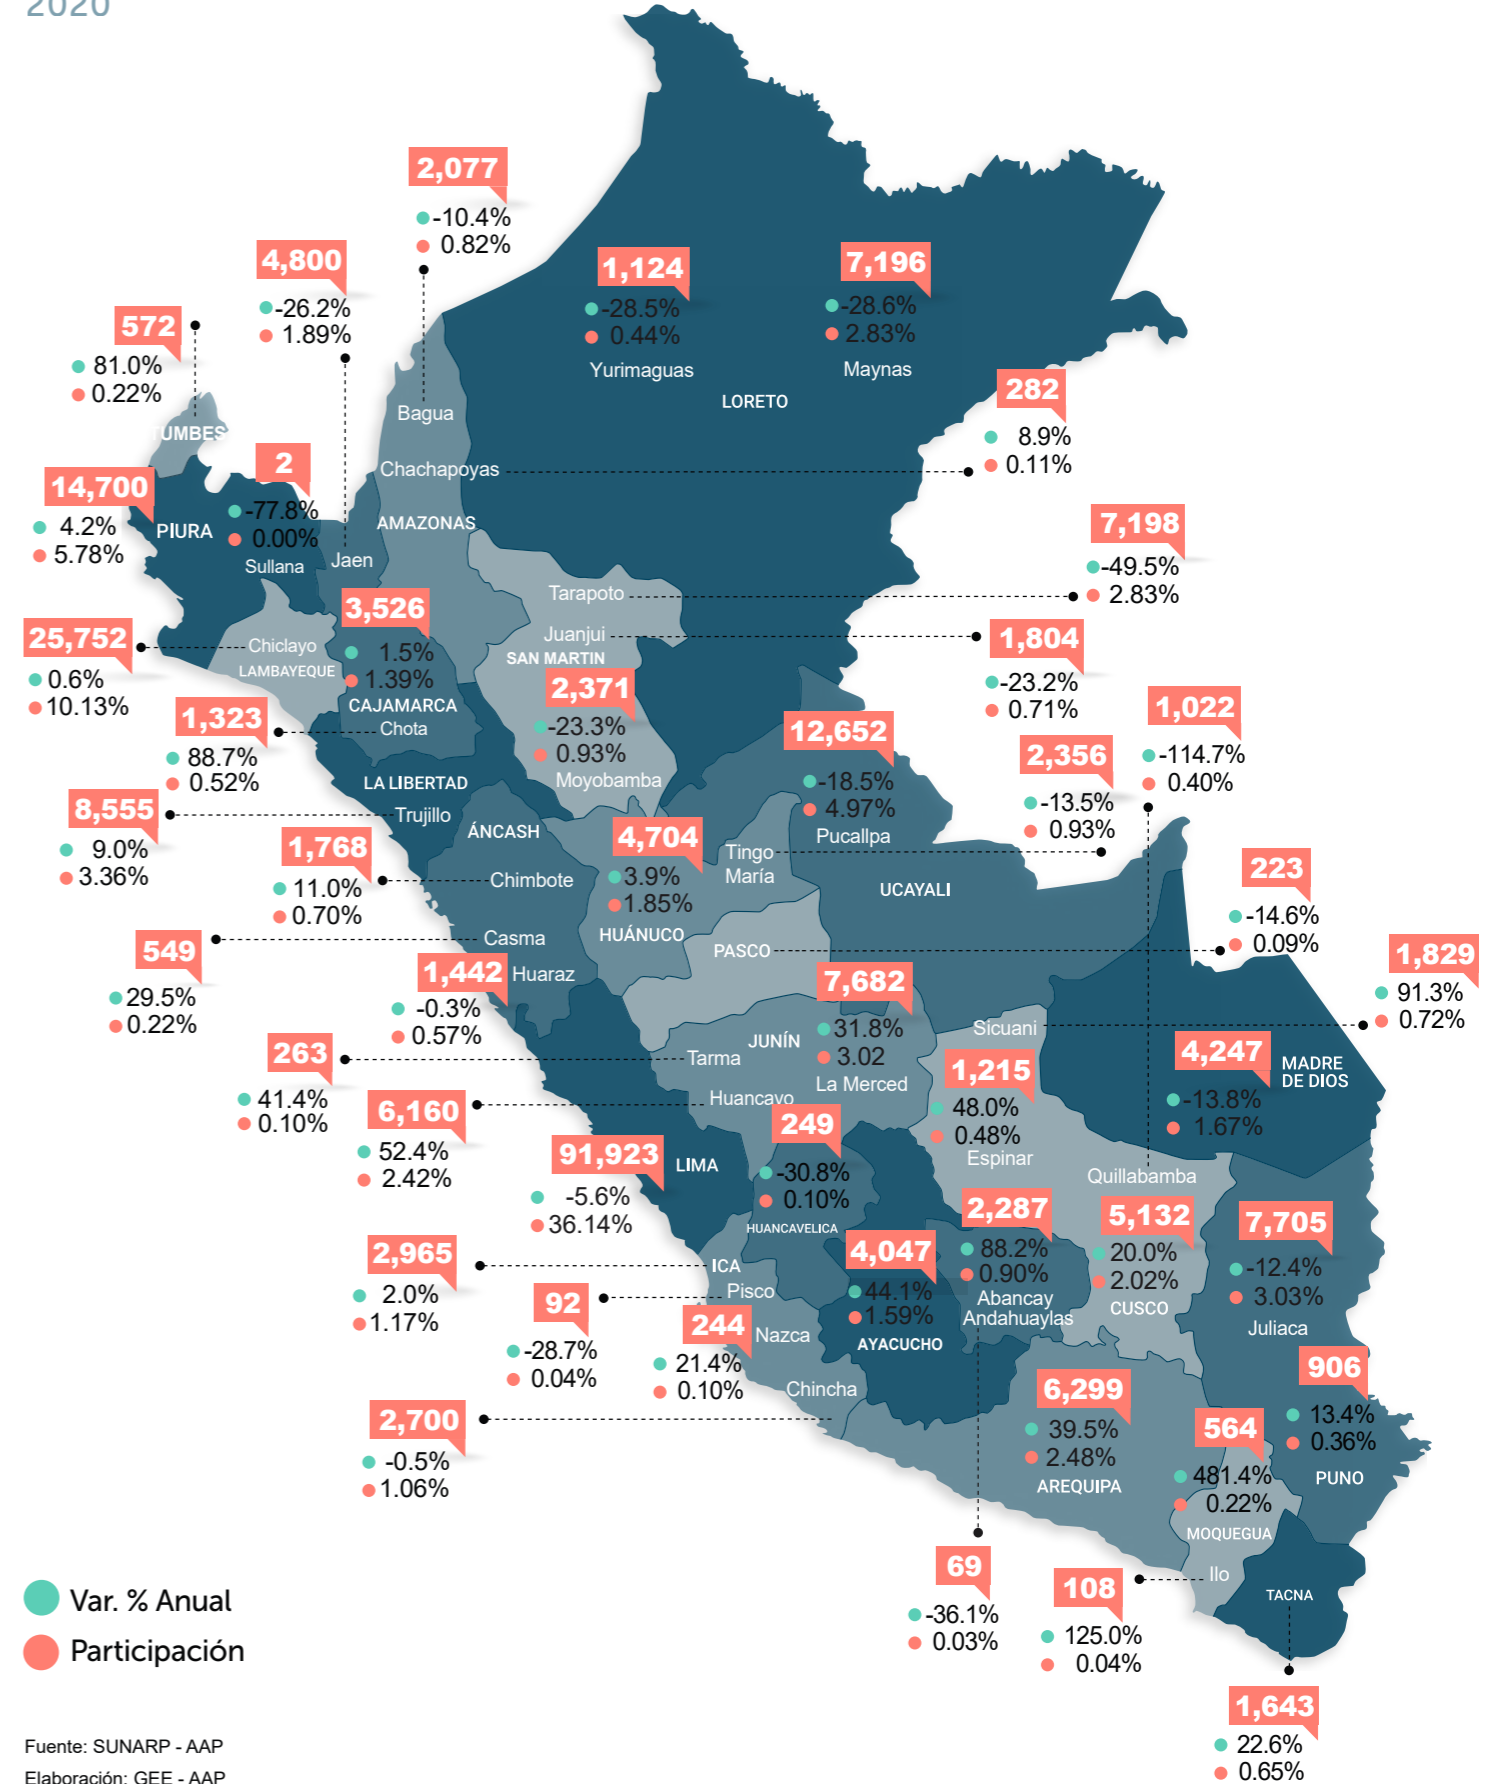 2020
2,077
-10.4%
0.82%
4,800
-26.2%
1.89%
1,124
-28.5%
0.44%
Yurimaguas
7,196
-28.6%
2.83%
Maynas
LORETO
572
81.0%
0.22%
TUMBES
282
8.9%
0.11%
Bagua
Chachapoyas
AMAZONAS
14,700
4.2%
5.78%
PIURA
2
-77.8%
0.00%
Sullana
Jaen
7,198
-49.5%
2.83%
Tarapoto
Juanjui
SAN MARTIN
1,804
-23.2%
0.71%
25,752
0.6%
10.13%
Chiclayo
LAMBAYEQUE
3,526
1.5%
1.39%
CAJAMARCA
Chota
2,371
-23.3%
0.93%
Moyobamba
1,323
88.7%
0.52%
12,652
-18.5%
4.97%
Pucallpa
2,356
-13.5%
0.93%
1,022
-114.7%
0.40%
LA LIBERTAD
Trujillo
8,555
9.0%
3.36%
ÁNCASH
Chimbote
1,768
11.0%
0.70%
4,704
3.9%
1.85%
HUÁNUCO
Tingo
María
UCAYALI
223
-14.6%
0.09%
Casma
549
29.5%
0.22%
1,442
-0.3%
0.57%
Huaraz
PASCO
7,682
31.8%
3.02
La Merced
JUNÍN
Tarma
Huancayo
Sicuani
1,829
91.3%
0.72%
263
41.4%
0.10%
4,247
-13.8%
1.67%
MADRE
DE DIOS
1,215
48.0%
0.48%
Espinar
6,160
52.4%
2.42%
249
-30.8%
0.10%
HUANCAVELICA
91,923
-5.6%
36.14%
LIMA
Quillabamba
2,287
88.2%
0.90%
Abancay
Andahuaylas
5,132
20.0%
2.02%
CUSCO
7,705
-12.4%
3.03%
Juliaca
2,965
2.0%
1.17%
ICA
Pisco
4,047
44.1%
1.59%
AYACUCHO
92
-28.7%
0.04%
244
21.4%
0.10%
Nazca
Chincha
906
13.4%
0.36%
PUNO
2,700
-0.5%
1.06%
6,299
39.5%
2.48%
AREQUIPA
564
481.4%
0.22%
MOQUEGUA
Ilo
TACNA
69
-36.1%
0.03%
108
125.0%
0.04%
1,643
22.6%
0.65%
Var. % Anual
Participación
Fuente: SUNARP - AAP
Elaboración: GEE - AAP